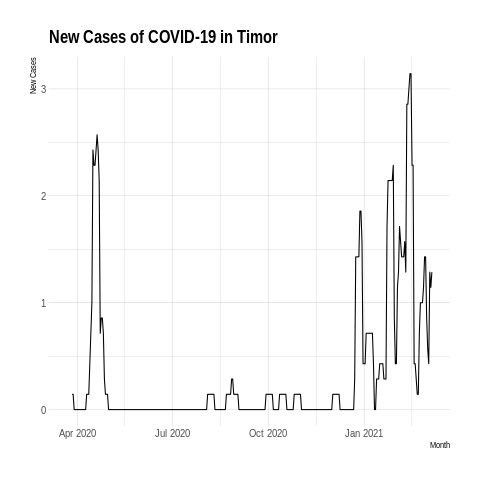 New Cases of COVID-19 in Timor
New Cases
3
2
1
0
Apr 2020 Jul 2020 Oct 2020 Jan 2021
Month